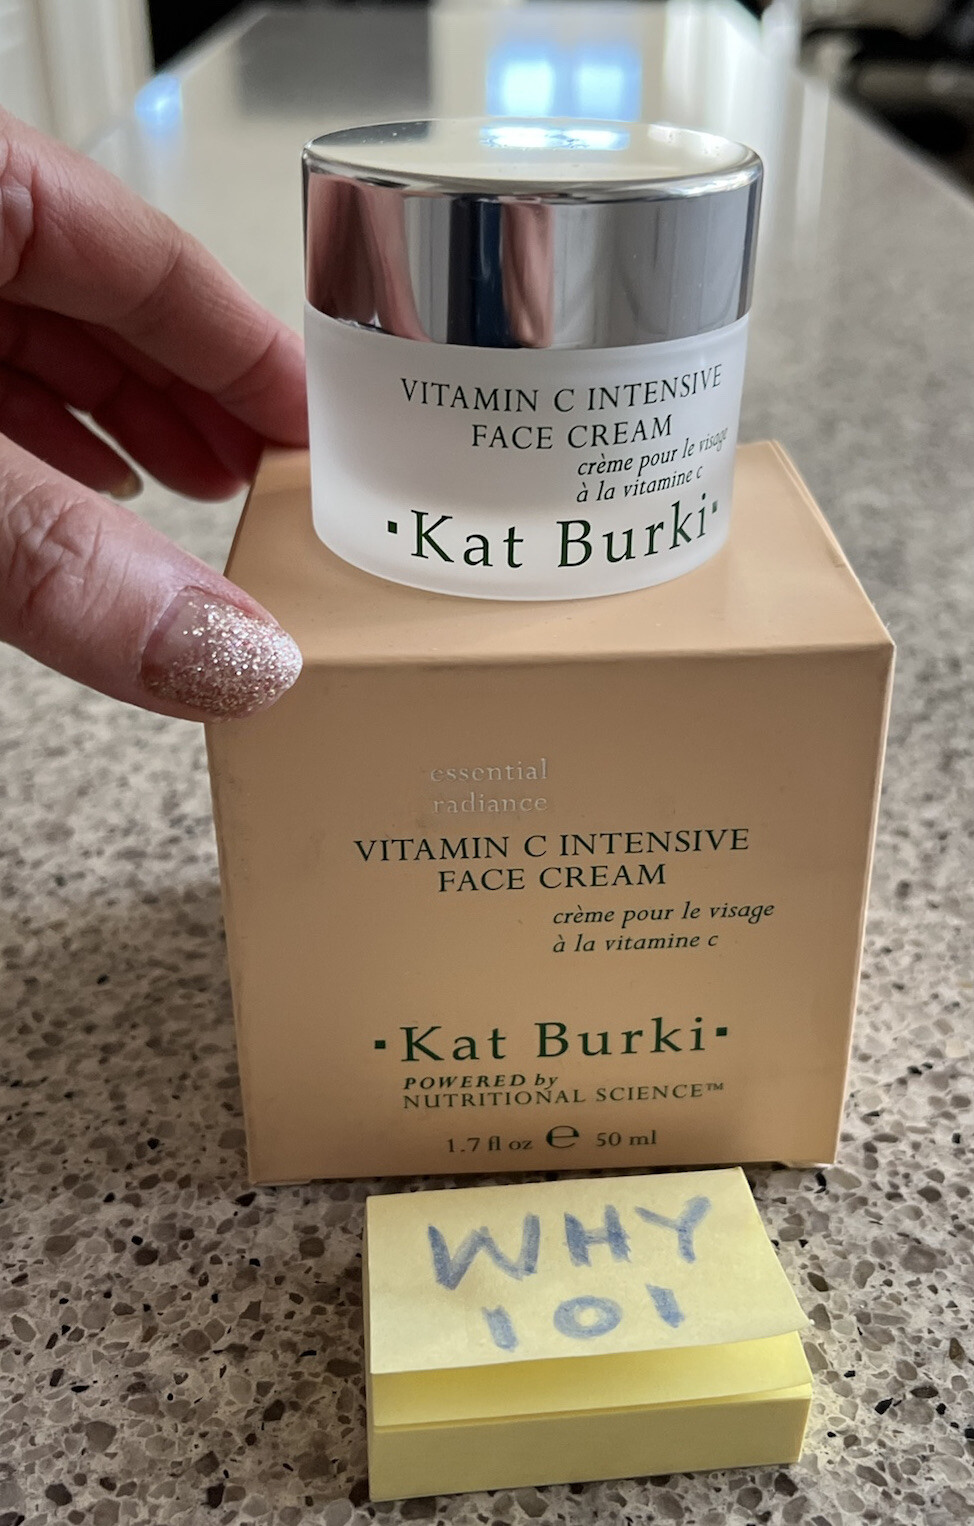 VITAMIN C INTENSIVE
FACE CREAM
crème pour le visage
à la vitamine c
·Kat Burki·™
essential
radiance
VITAMIN C INTENSIVE
FACE CREAM
crème pour le visage
à la vitamine c
·Kat Burki·
POWERED by
NUTRITIONAL SCIENCE™
1.7 fl oz ℮ 50 ml
WHY
101